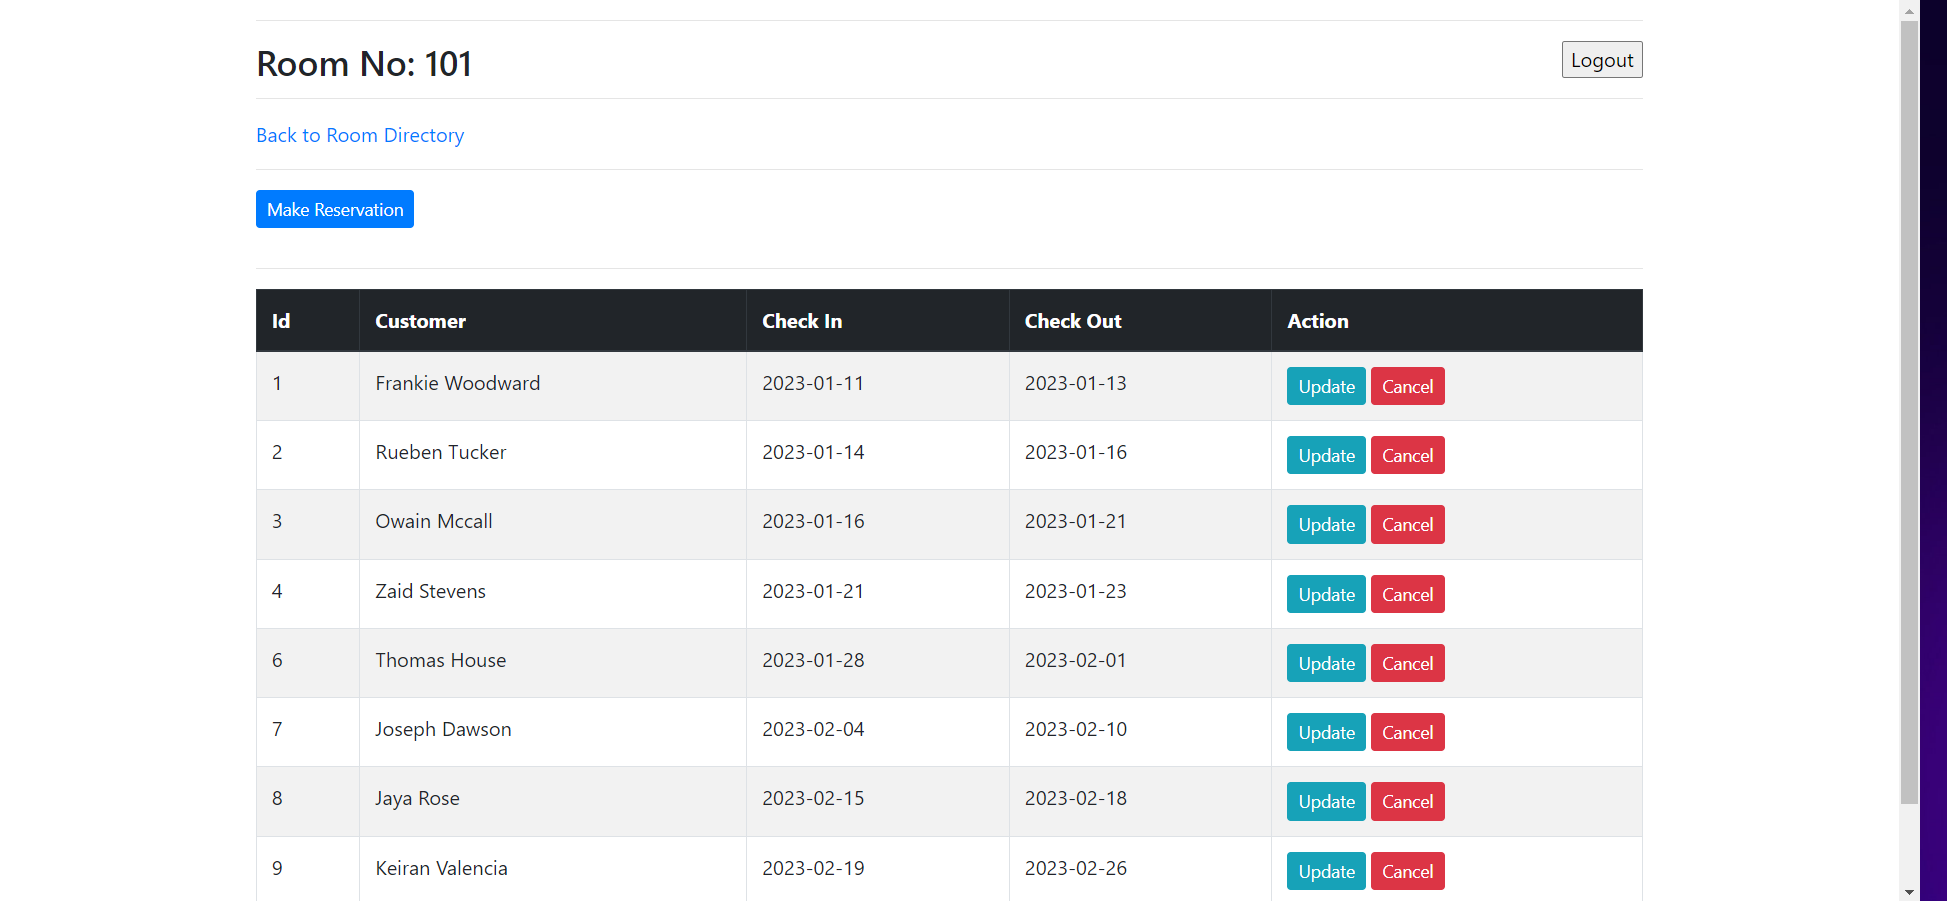 Room No: 101
Logout
Back to Room Directory
Make Reservation
Id Customer Check In Check Out Action
1 Frankie Woodward 2023-01-11 2023-01-13 Update Cancel
2 Rueben Tucker 2023-01-14 2023-01-16 Update Cancel
3 Owain Mccall 2023-01-16 2023-01-21 Update Cancel
4 Zaid Stevens 2023-01-21 2023-01-23 Update Cancel
6 Thomas House 2023-01-28 2023-02-01 Update Cancel
7 Joseph Dawson 2023-02-04 2023-02-10 Update Cancel
8 Jaya Rose 2023-02-15 2023-02-18 Update Cancel
9 Keiran Valencia 2023-02-19 2023-02-26 Update Cancel